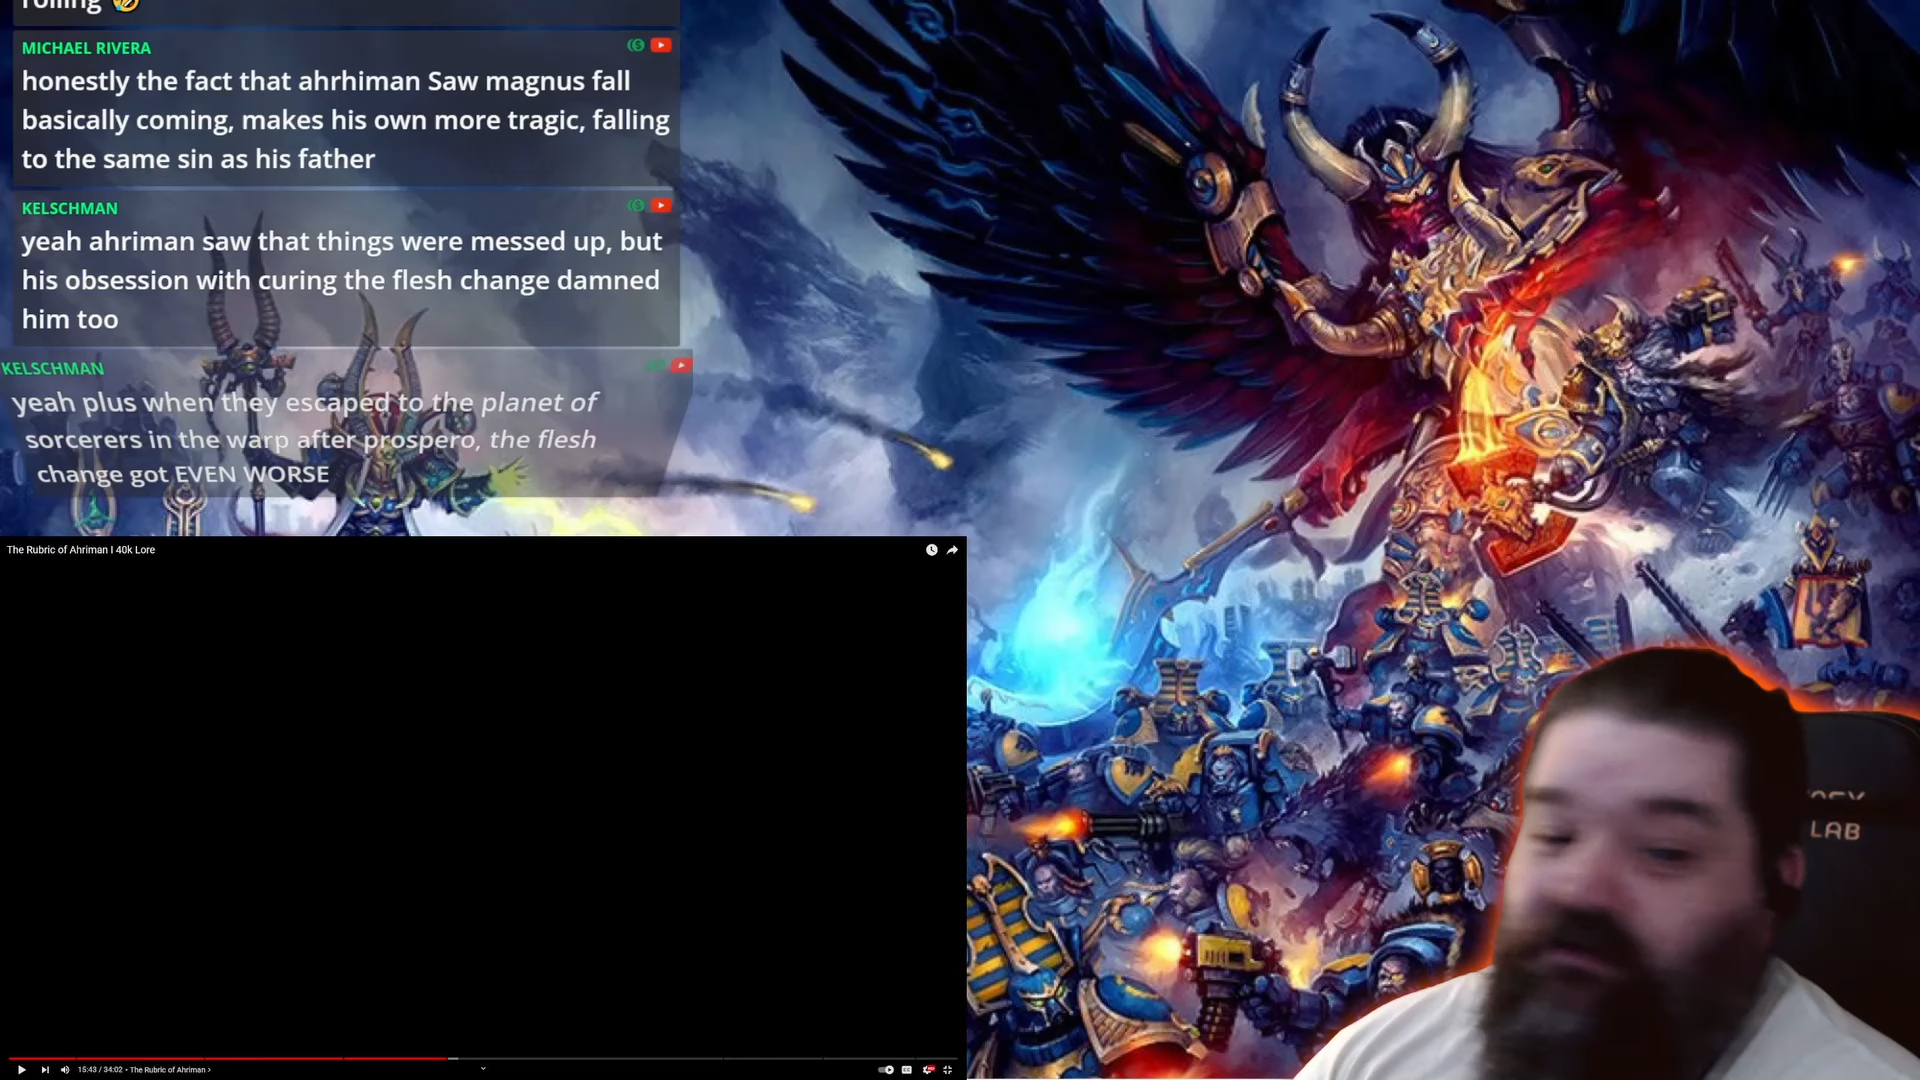 rolling 🤣
MICHAEL RIVERA
honestly the fact that ahrhiman Saw magnus fall
basically coming, makes his own more tragic, falling
to the same sin as his father
KELSCHMAN
yeah ahriman saw that things were messed up, but
his obsession with curing the flesh change damned
him too
KELSCHMAN
yeah plus when they escaped to the planet of
sorcerers in the warp after prospero, the flesh
change got EVEN WORSE
The Rubric of Ahriman I 40k Lore
15:43 / 34:02 • The Rubric of Ahriman >
LAB